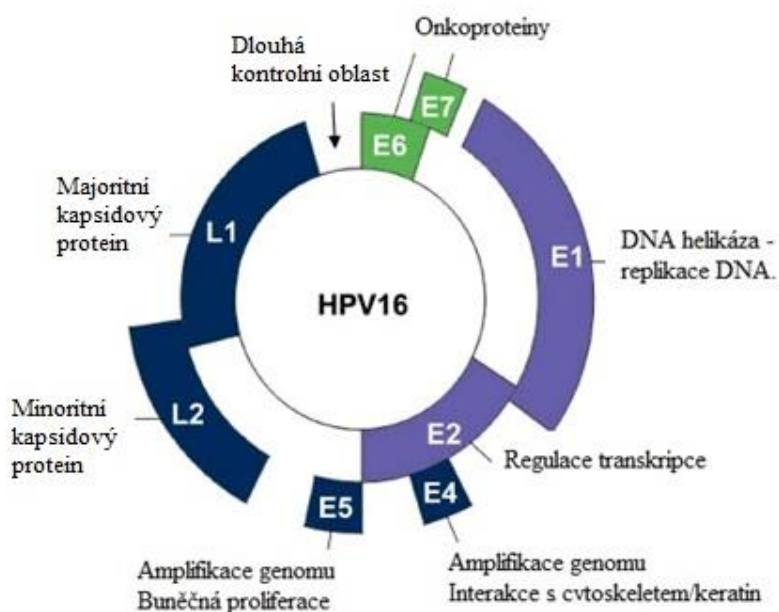 Onkoproteiny
Dlouhá
kontrolní oblast
E7
E6
Majoritní
kapsidový
protein
L1
E1
DNA helikáza -
replikace DNA.
HPV16
Minoritní
kapsidový
protein
L2
E2
Regulace transkripce
E5
E4
Amplifikace genomu
Buněčná proliferace
Amplifikace genomu
Interakce s cvtoskeletem/keratin